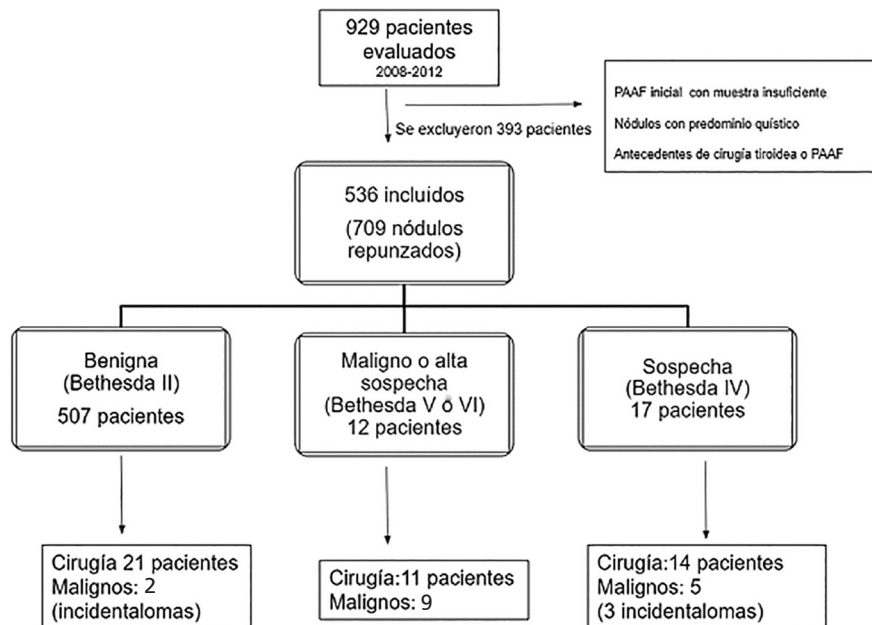 929 pacientes
evaluados
2008-2012
Se excluyeron 393 pacientes
PAAF inicial con muestra insuficiente
Nódulos con predominio quístico
Antecedentes de cirugía tiroidea o PAAF
536 incluidos
(709 nódulos
repunzados)
Benigna
(Bethesda II)
507 pacientes
Maligno o alta
sospecha
(Bethesda V ó VI)
12 pacientes
Sospecha
(Bethesda IV)
17 pacientes
Cirugía 21 pacientes
Malignos: 2
(incidentalomas)
Cirugía:11 pacientes
Malignos: 9
Cirugía:14 pacientes
Malignos: 5
(3 incidentalomas)